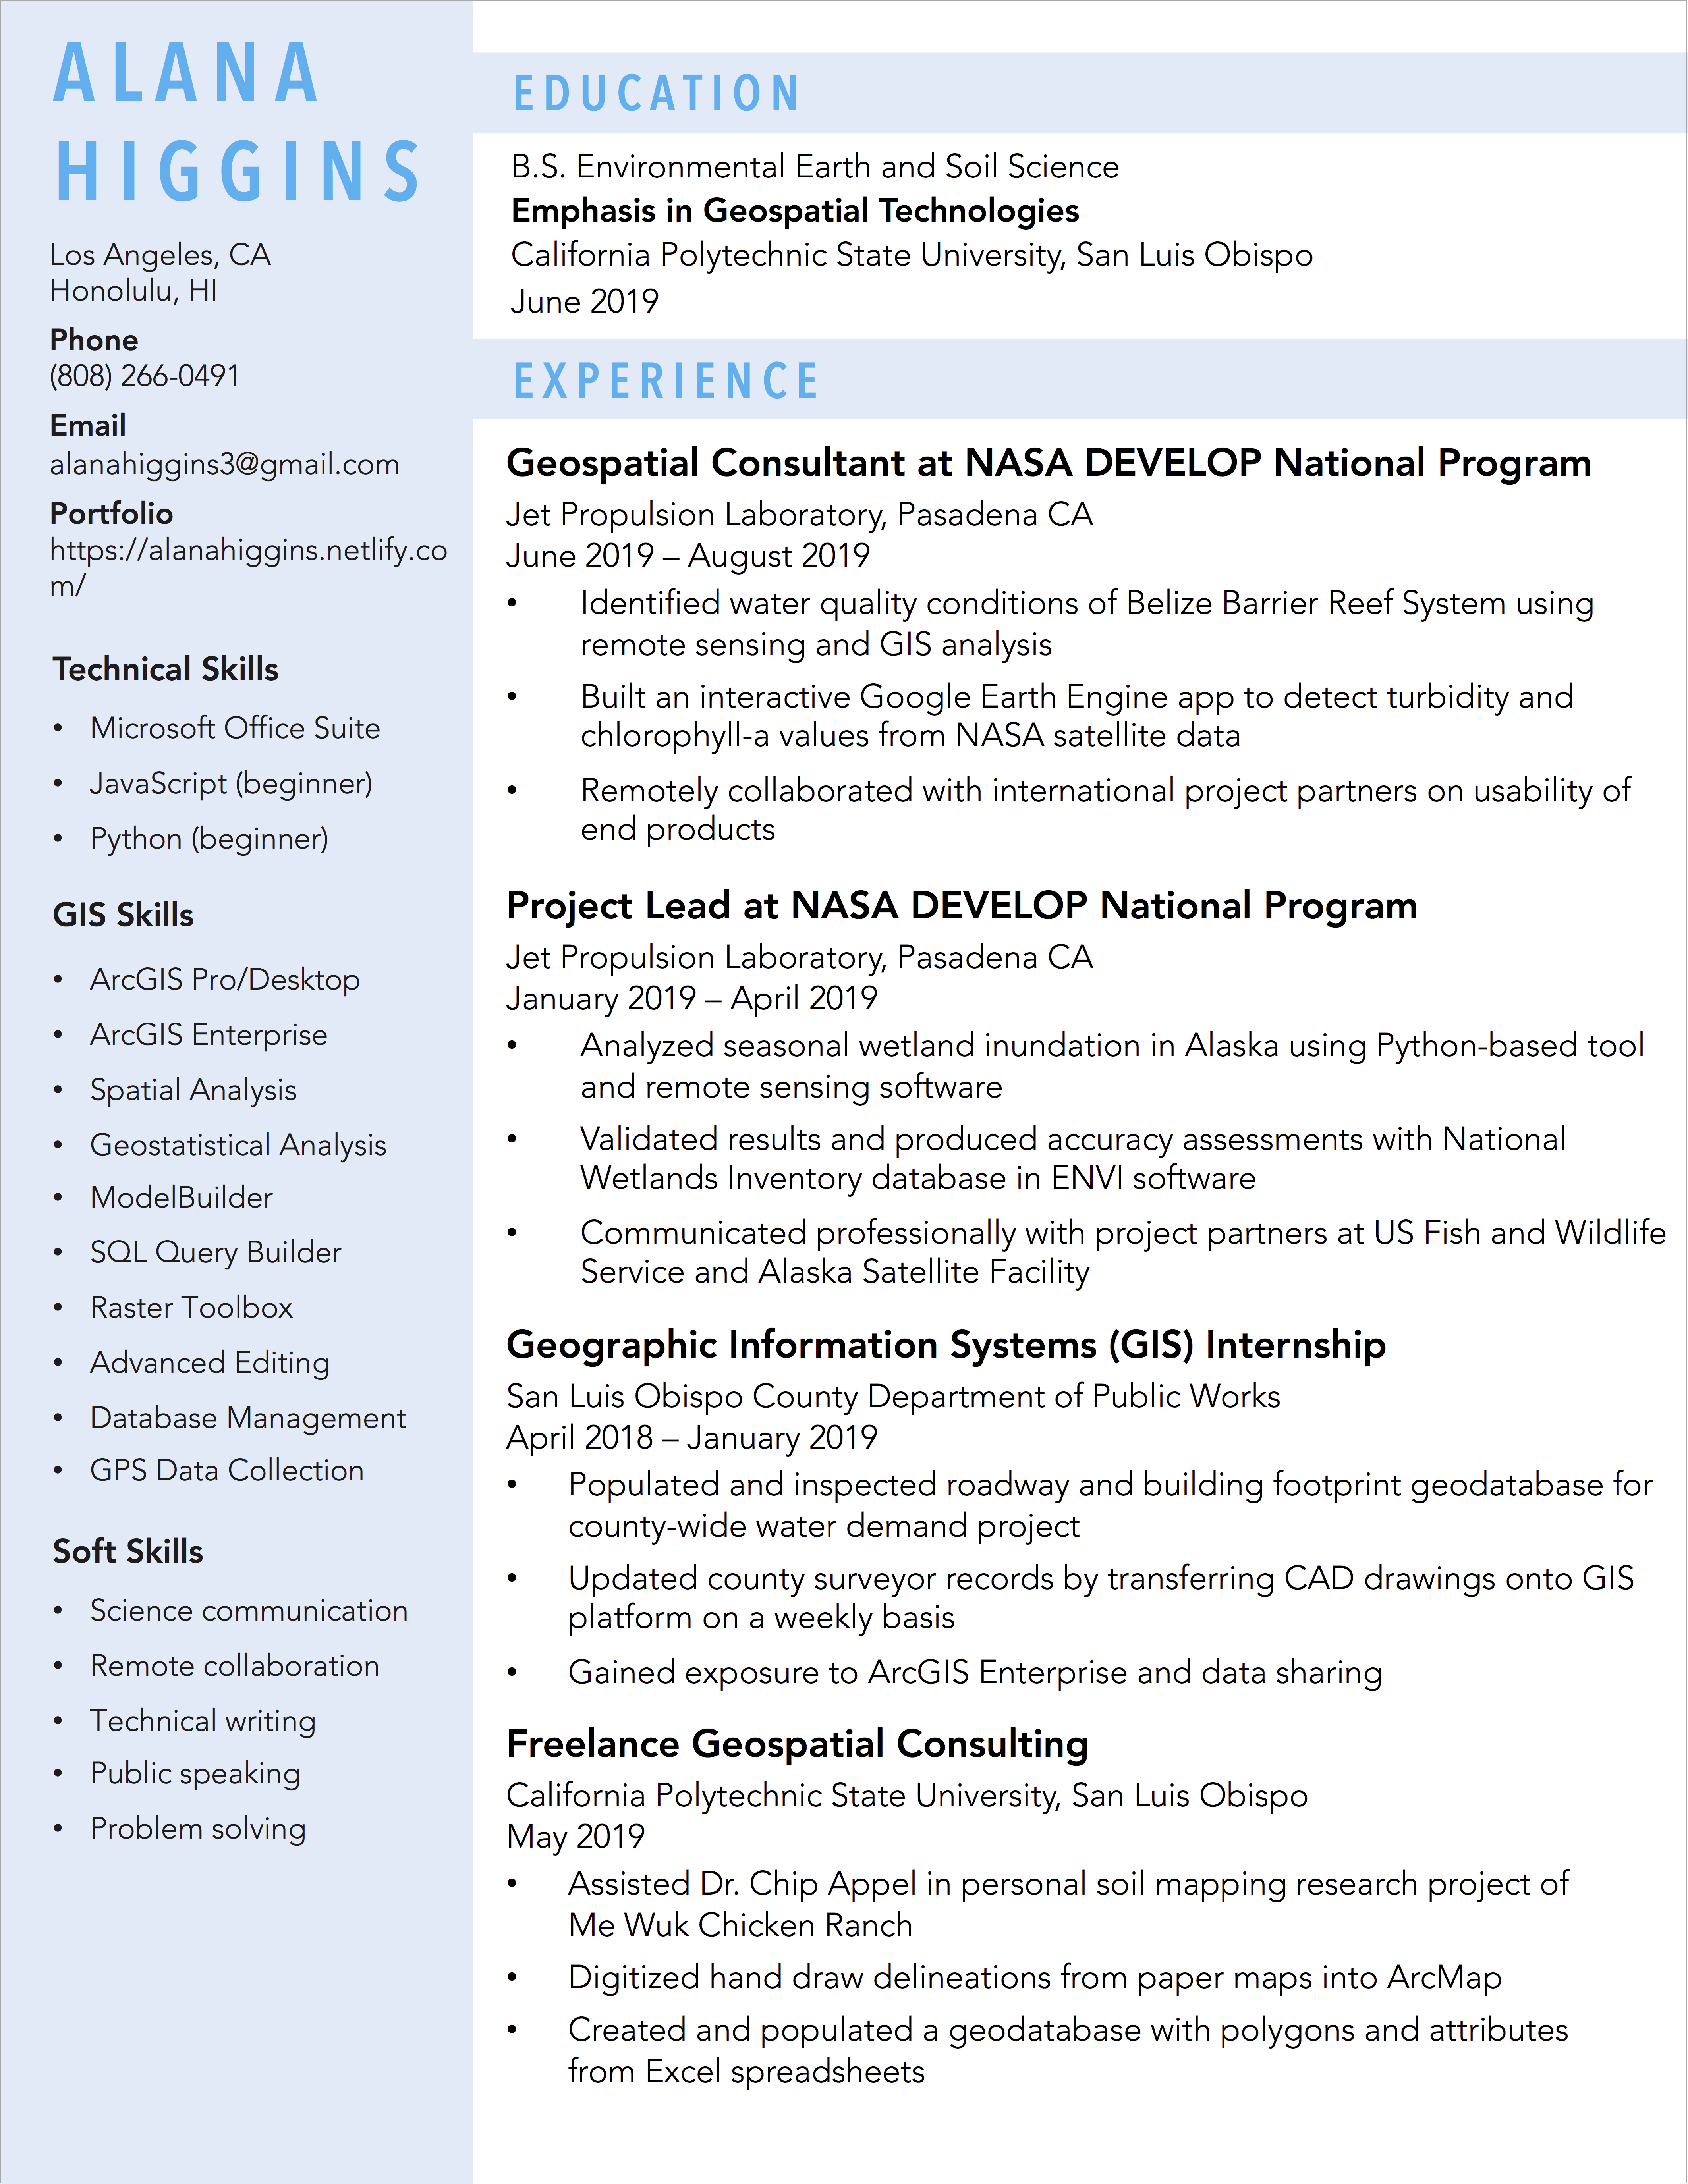 ALANA
HIGGINS
Los Angeles, CA
Honolulu, HI
Phone
(808) 266-0491
Email
alanahiggins3@gmail.com
Portfolio
https://alanahiggins.netlify.co
m/
Technical Skills
• Microsoft Office Suite
• JavaScript (beginner)
• Python (beginner)
GIS Skills
• ArcGIS Pro/Desktop
• ArcGIS Enterprise
• Spatial Analysis
• Geostatistical Analysis
• ModelBuilder
• SQL Query Builder
• Raster Toolbox
• Advanced Editing
• Database Management
• GPS Data Collection
Soft Skills
• Science communication
• Remote collaboration
• Technical writing
• Public speaking
• Problem solving
EDUCATION
B.S. Environmental Earth and Soil Science
Emphasis in Geospatial Technologies
California Polytechnic State University, San Luis Obispo
June 2019
EXPERIENCE
Geospatial Consultant at NASA DEVELOP National Program
Jet Propulsion Laboratory, Pasadena CA
June 2019 – August 2019
• Identified water quality conditions of Belize Barrier Reef System using
remote sensing and GIS analysis
• Built an interactive Google Earth Engine app to detect turbidity and
chlorophyll-a values from NASA satellite data
• Remotely collaborated with international project partners on usability of
end products
Project Lead at NASA DEVELOP National Program
Jet Propulsion Laboratory, Pasadena CA
January 2019 – April 2019
• Analyzed seasonal wetland inundation in Alaska using Python-based tool
and remote sensing software
• Validated results and produced accuracy assessments with National
Wetlands Inventory database in ENVI software
• Communicated professionally with project partners at US Fish and Wildlife
Service and Alaska Satellite Facility
Geographic Information Systems (GIS) Internship
San Luis Obispo County Department of Public Works
April 2018 – January 2019
• Populated and inspected roadway and building footprint geodatabase for
county-wide water demand project
• Updated county surveyor records by transferring CAD drawings onto GIS
platform on a weekly basis
• Gained exposure to ArcGIS Enterprise and data sharing
Freelance Geospatial Consulting
California Polytechnic State University, San Luis Obispo
May 2019
• Assisted Dr. Chip Appel in personal soil mapping research project of
Me Wuk Chicken Ranch
• Digitized hand draw delineations from paper maps into ArcMap
• Created and populated a geodatabase with polygons and attributes
from Excel spreadsheets